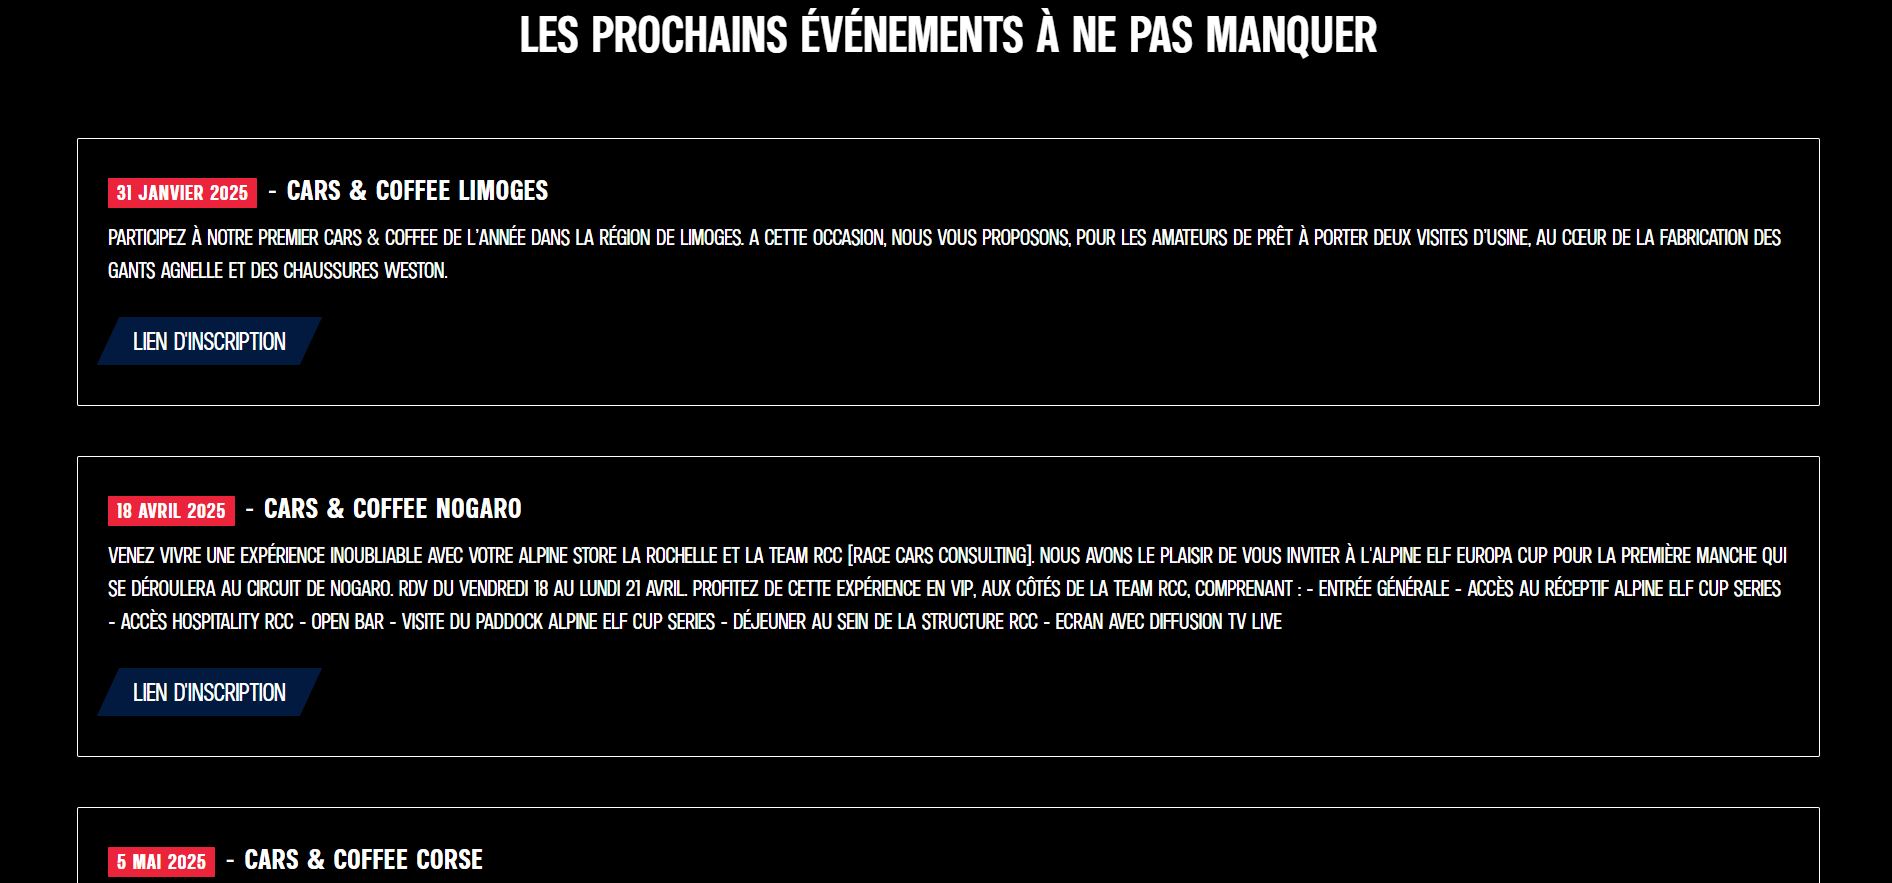 LES PROCHAINS ÉVÉNEMENTS À NE PAS MANQUER
31 JANVIER 2025 - CARS & COFFEE LIMOGES
PARTICIPEZ À NOTRE PREMIER CARS & COFFEE DE L'ANNÉE DANS LA RÉGION DE LIMOGES. A CETTE OCCASION, NOUS VOUS PROPOSONS, POUR LES AMATEURS DE PRÊT À PORTER DEUX VISITES D'USINE, AU CŒUR DE LA FABRICATION DES
GANTS AGNELLE ET DES CHAUSSURES WESTON.
LIEN D'INSCRIPTION
18 AVRIL 2025 - CARS & COFFEE NOGARO
VENEZ VIVRE UNE EXPÉRIENCE INOUBLIABLE AVEC VOTRE ALPINE STORE LA ROCHELLE ET LA TEAM RCC [RACE CARS CONSULTING]. NOUS AVONS LE PLAISIR DE VOUS INVITER À L'ALPINE ELF EUROPA CUP POUR LA PREMIÈRE MANCHE QUI
SE DÉROULERA AU CIRCUIT DE NOGARO. RDV DU VENDREDI 18 AU LUNDI 21 AVRIL. PROFITEZ DE CETTE EXPÉRIENCE EN VIP, AUX CÔTÉS DE LA TEAM RCC, COMPRENANT : - ENTRÉE GÉNÉRALE - ACCÈS AU RÉCEPTIF ALPINE ELF CUP SERIES
- ACCÈS HOSPITALITY RCC - OPEN BAR - VISITE DU PADDOCK ALPINE ELF CUP SERIES - DÉJEUNER AU SEIN DE LA STRUCTURE RCC - ECRAN AVEC DIFFUSION TV LIVE
LIEN D'INSCRIPTION
5 MAI 2025 - CARS & COFFEE CORSE